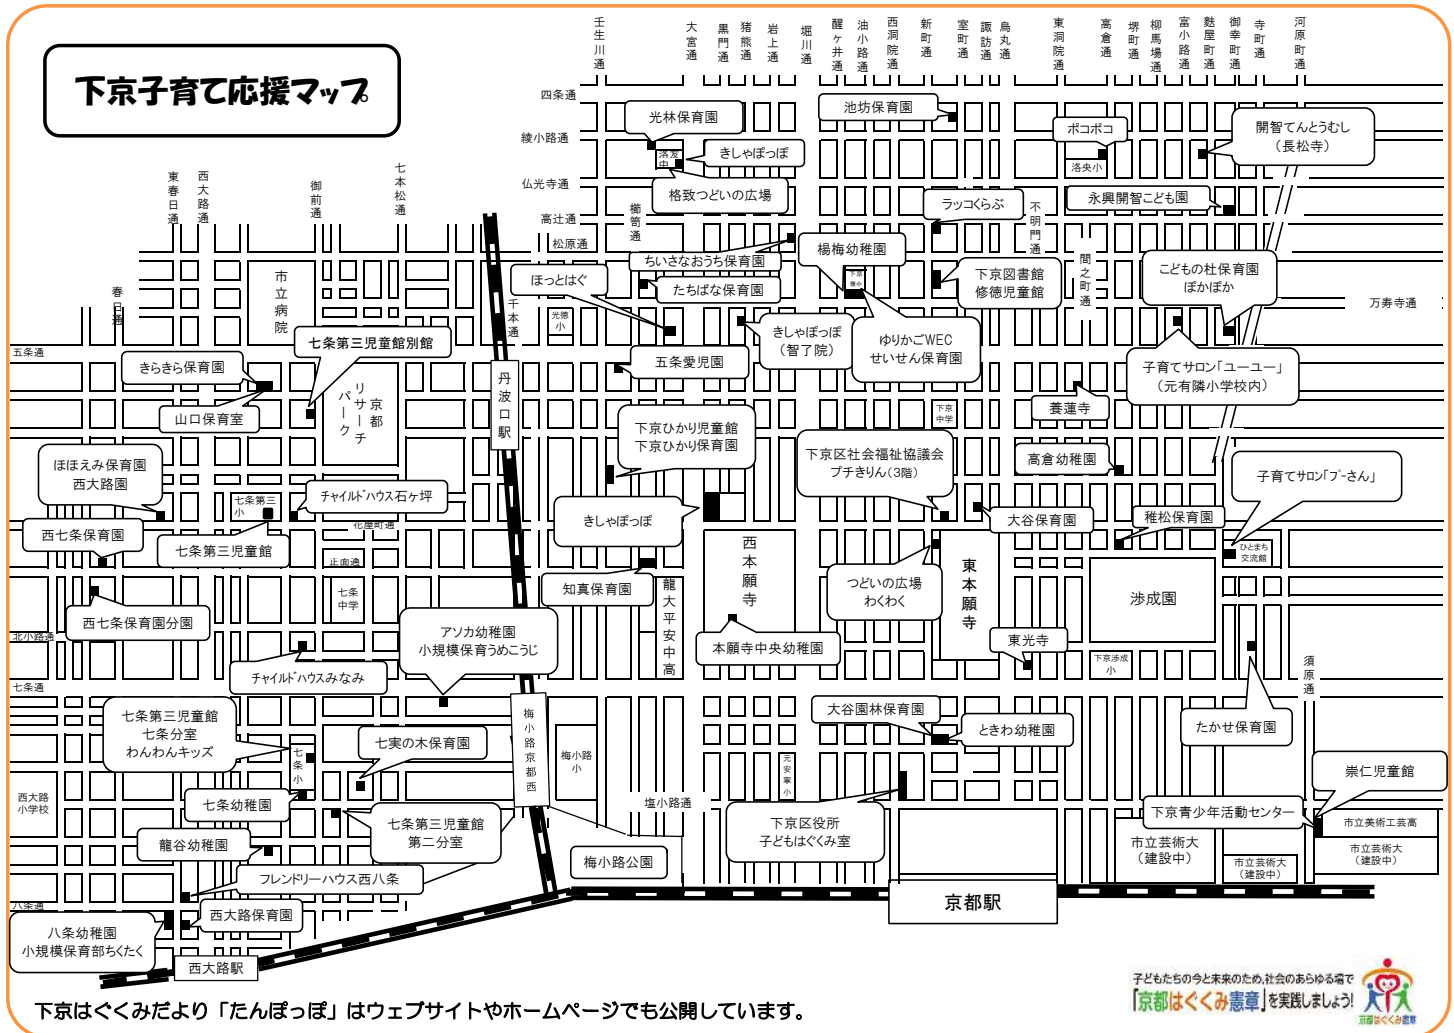 下京子育て応援マップ
壬生川通
大宮通
黒門通
猪熊通
岩上通
堀川通
醒ヶ井通
油小路通
西洞院通
新町通
室町通
諏訪通
烏丸通
東洞院通
高倉通
堺町通
柳馬場通
富小路通
麩屋町通
御幸町通
寺町通
河原町通
四条通
綾小路通
仏光寺通
高辻通
松原通
東春日通
西大路通
御前通
七本松通
櫛笥通
不明門通
間之町通
万寿寺通
春日通
千本通
五条通
光林保育園
洛友中
きしゃぽっぽ
格致つどいの広場
池坊保育園
ポコポコ
洛央小
開智てんとうむし
（長松寺）
永興開智こども園
ラッコくらぶ
ちいさなおうち保育園
たちばな保育園
ほっとはぐ
楊梅幼稚園
下京雅小
下京図書館
修徳児童館
こどもの杜保育園
ぽかぽか
市立病院
光徳小
きしゃぽっぽ
（智了院）
ゆりかごWEC
せいせん保育園
七条第三児童館別館
きらきら保育園
山口保育室
京都
リサーチ
パーク
丹波口駅
五条愛児園
子育てサロン「ユーユー」
（元有隣小学校内）
養蓮寺
下京中学
下京ひかり児童館
下京ひかり保育園
下京区社会福祉協議会
プチきりん（3階）
高倉幼稚園
子育てサロン「プーさん」
ほほえみ保育園
西大路園
七条第三小
チャイルドハウス石ヶ坪
花屋町通
きしゃぽっぽ
大谷保育園
稚松保育園
西七条保育園
七条第三児童館
正面通
知真保育園
西本願寺
つどいの広場
わくわく
東本願寺
ひとまち交流館
渉成園
西七条保育園分園
七条中学
龍大平安中高
アソカ幼稚園
小規模保育うめこうじ
本願寺中央幼稚園
東光寺
下京渉成小
北小路通
チャイルドハウスみなみ
七条通
須原通
たかせ保育園
七条第三児童館
七条分室
わんわんキッズ
七条小
七実の木保育園
梅小路京都西
梅小路小
大谷園林保育園
ときわ幼稚園
元安寧小
崇仁児童館
西大路小学校
七条幼稚園
塩小路通
下京区役所
子どもはぐくみ室
下京青少年活動センター
市立美術工芸高
七条第三児童館
第二分室
龍谷幼稚園
梅小路公園
市立芸術大
（建設中）
市立芸術大
（建設中）
市立芸術大
（建設中）
フレンドリーハウス西八条
八条通
西大路保育園
京都駅
八条幼稚園
小規模保育部ちくたく
西大路駅
下京はぐくみだより「たんぽっぽ」はウェブサイトやホームページでも公開しています。
子どもたちの今と未来のため,社会のあらゆる場で
「京都はぐくみ憲章」を実践しましょう!
京都はぐくみ憲章